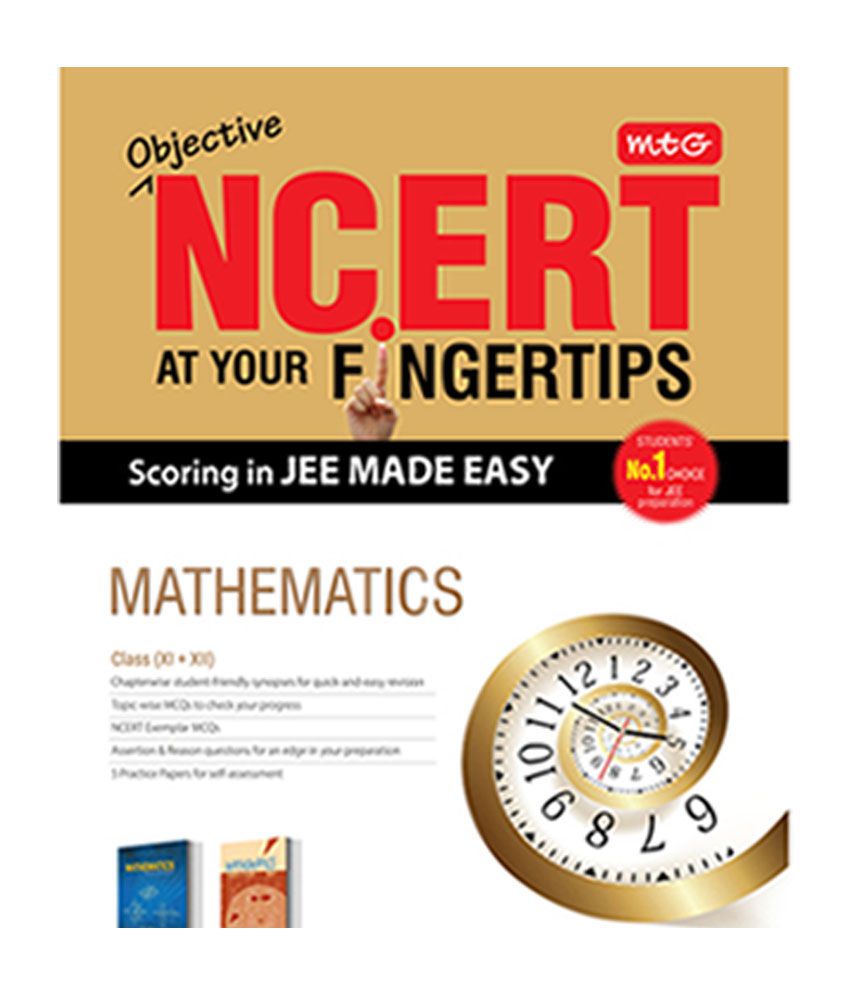 Objective
mtG
NCERT
AT YOUR FINGERTIPS
Scoring in JEE MADE EASY
STUDENTS'
No.1 CHOICE
for JEE
preparation
MATHEMATICS
Class (XI + XII)
Chapterwise student-friendly synopses for quick-and-easy revision
Topic-wise MCQs to check your progress
NCERT Exemplar MCQs
Assertion & Reason questions for an edge in your preparation
5 Practice Papers for self-assessment
12 1 2 3 4 5 6 7 8 9 10 11
MATHEMATICS